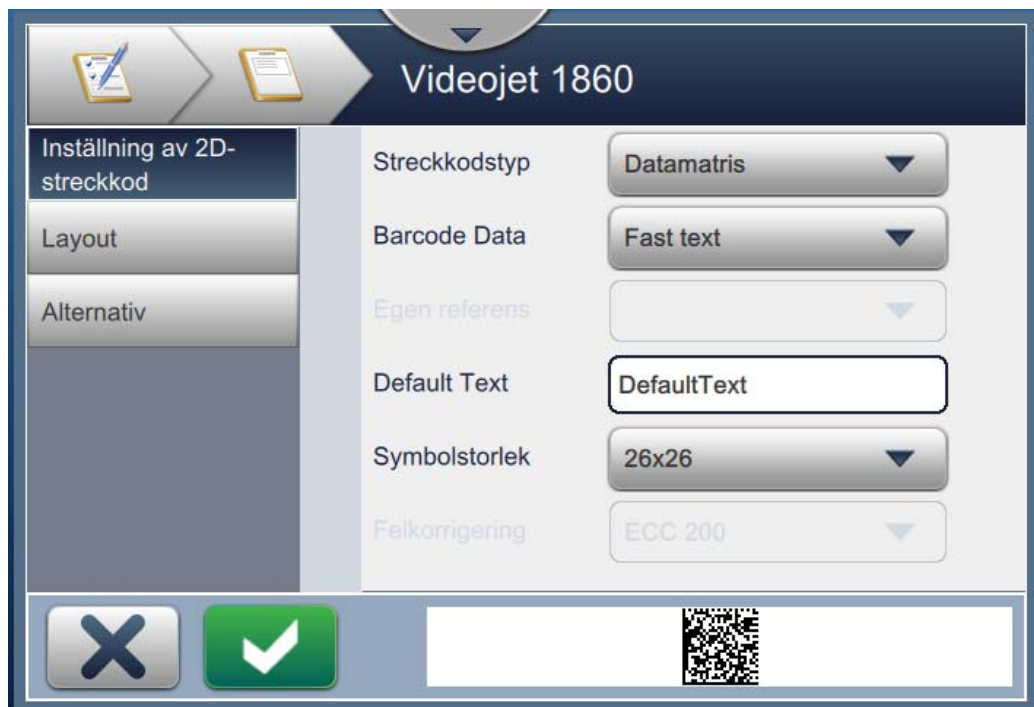 Videojet 1860
Inställning av 2D-
streckkod
Layout
Alternativ
Streckkodstyp
Datamatris
Barcode Data
Fast text
Egen referens
Default Text
DefaultText
Symbolstorlek
26x26
Felkorrigering
ECC 200